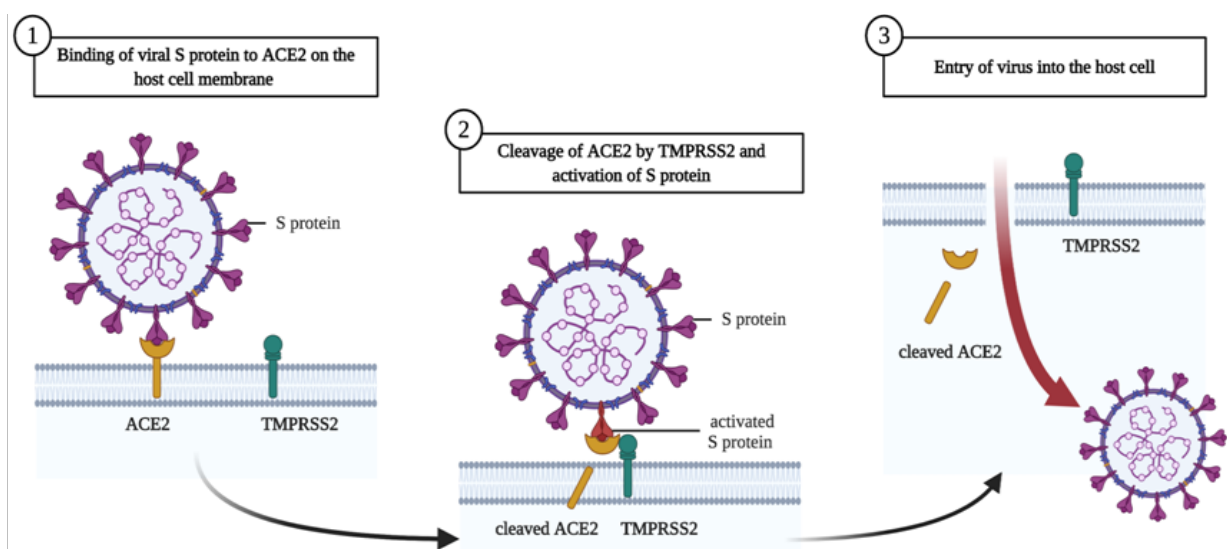 1
Binding of viral S protein to ACE2 on the
host cell membrane
S protein
ACE2
TMPRSS2
2
Cleavage of ACE2 by TMPRSS2 and
activation of S protein
S protein
activated
S protein
cleaved ACE2
TMPRSS2
3
Entry of virus into the host cell
TMPRSS2
cleaved ACE2